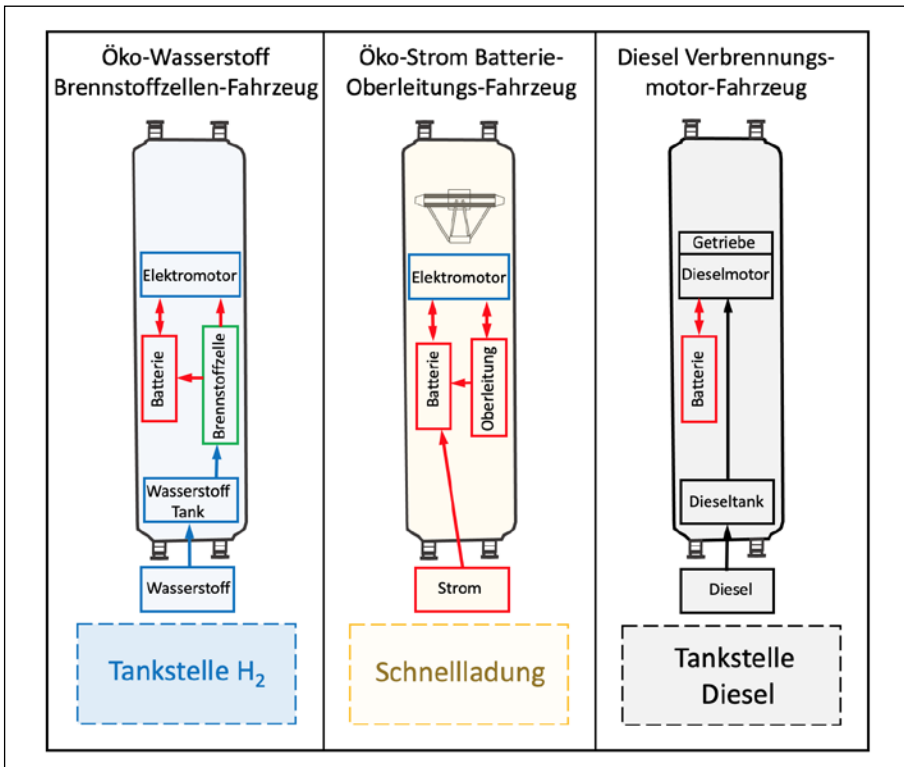 Öko-Wasserstoff
Brennstoffzellen-Fahrzeug
Elektromotor
Batterie
Brennstoffzelle
Wasserstoff
Tank
Wasserstoff
Tankstelle H₂
Öko-Strom Batterie-
Oberleitungs-Fahrzeug
Elektromotor
Batterie
Oberleitung
Strom
Schnellladung
Diesel Verbrennungs-
motor-Fahrzeug
Getriebe
Dieselmotor
Batterie
Dieseltank
Diesel
Tankstelle
Diesel